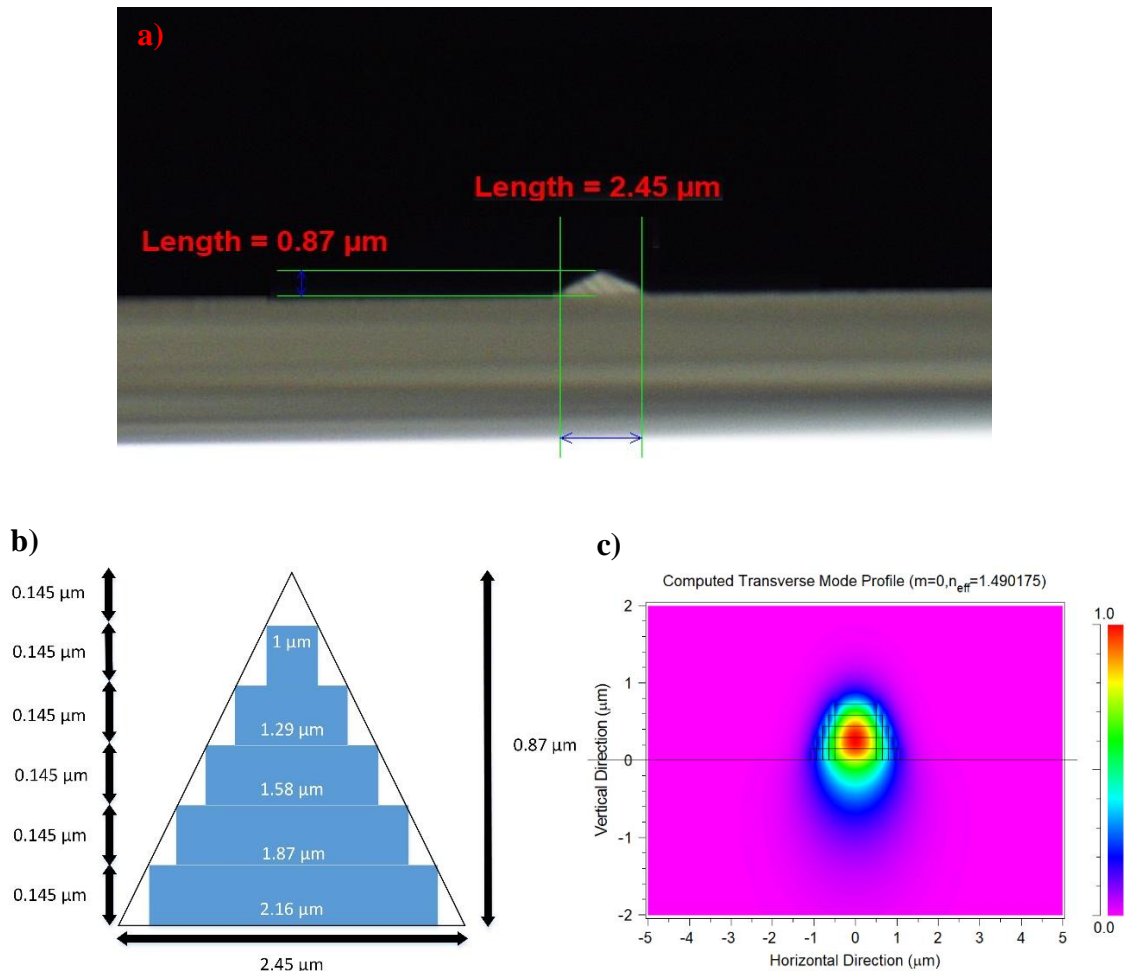 a)
Length = 2.45 µm
Length = 0.87 µm
b)
0.145 µm
0.145 µm
0.145 µm
0.145 µm
0.145 µm
0.145 µm
1 µm
1.29 µm
1.58 µm
1.87 µm
2.16 µm
0.87 µm
2.45 µm
c)
Computed Transverse Mode Profile (m=0,neff=1.490175)
1.0
0.0
2
1
0
-1
-2
Vertical Direction (µm)
-5 -4 -3 -2 -1 0 1 2 3 4 5
Horizontal Direction (µm)